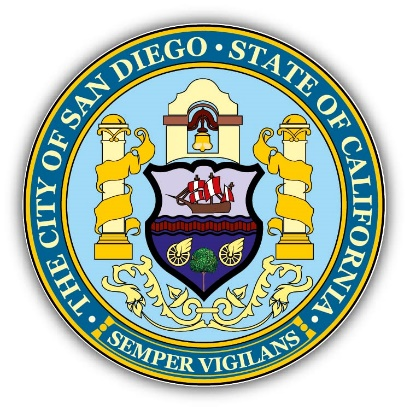 · THE CITY OF SAN DIEGO · STATE OF CALIFORNIA ·
SEMPER VIGILANS